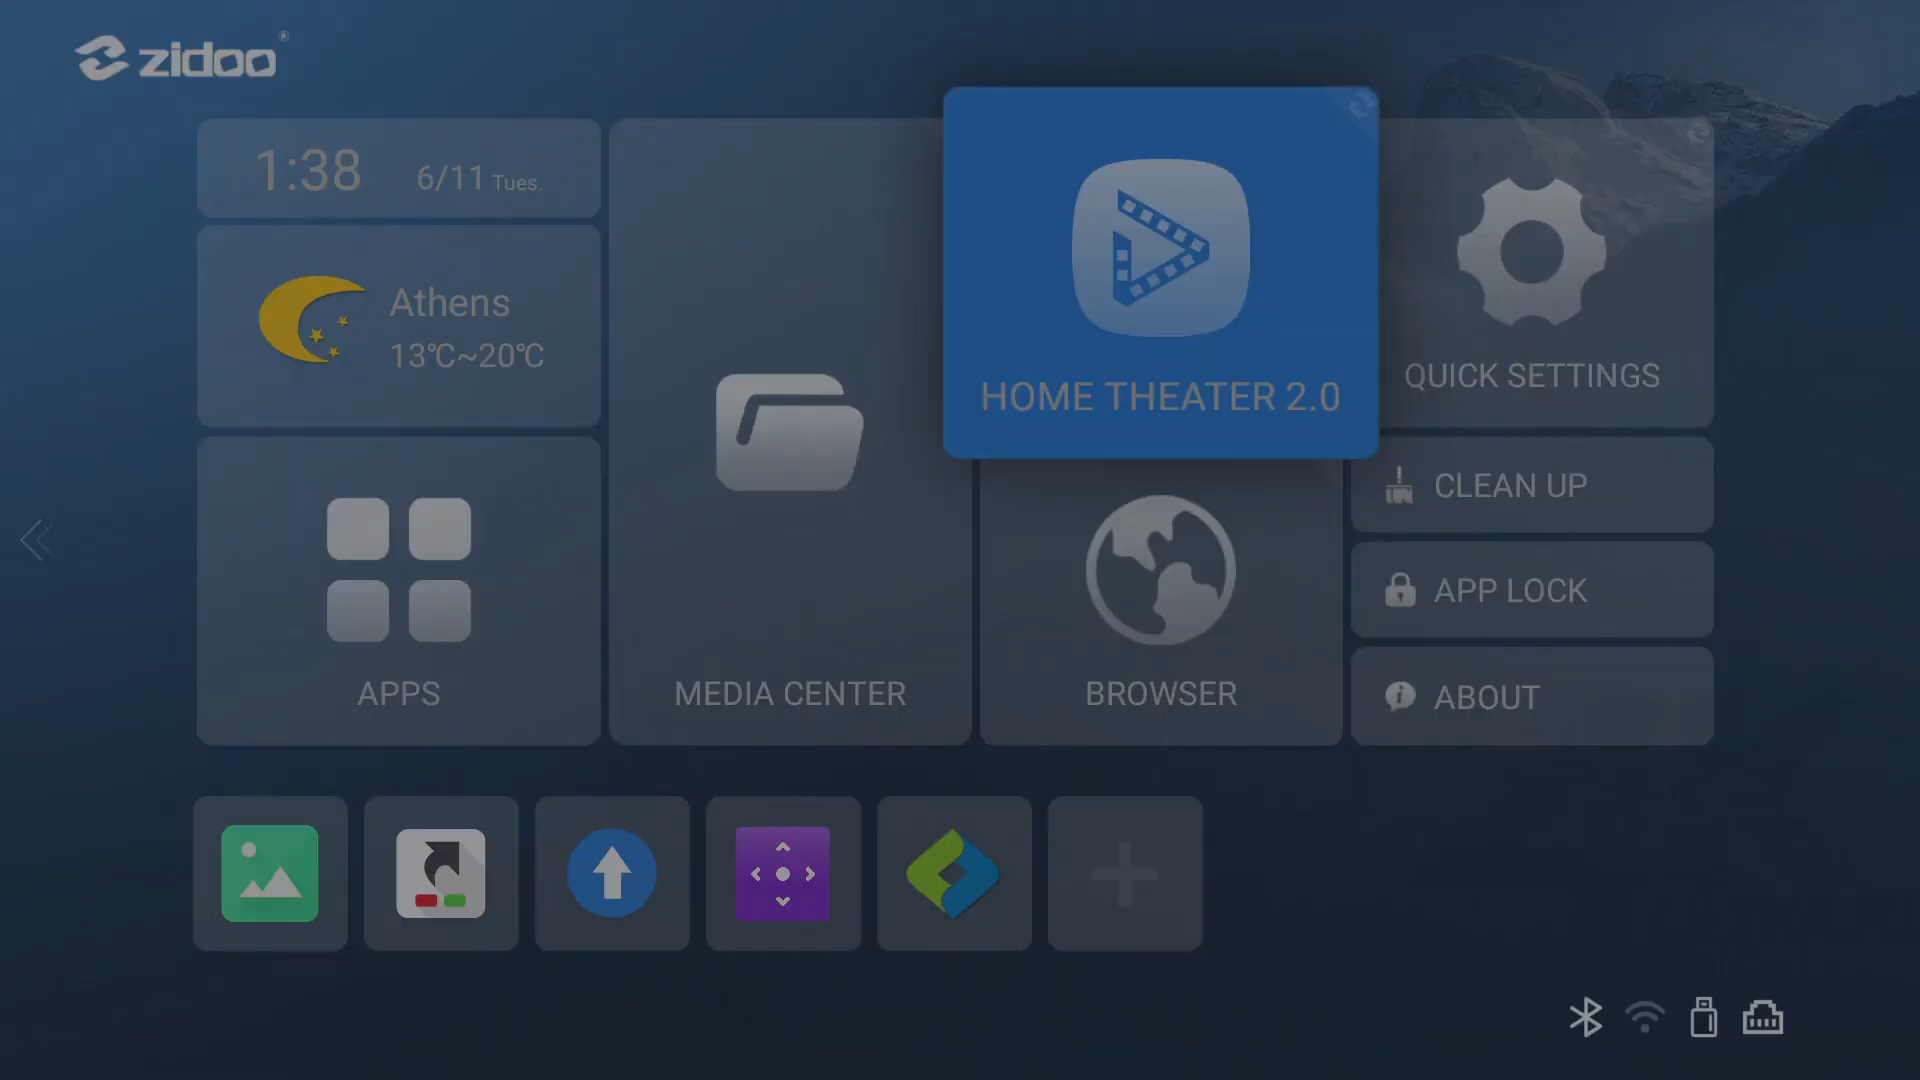 zidoo®
1:38 6/11 Tues.
Athens
13℃~20℃
APPS
MEDIA CENTER
HOME THEATER 2.0
BROWSER
QUICK SETTINGS
CLEAN UP
APP LOCK
ABOUT